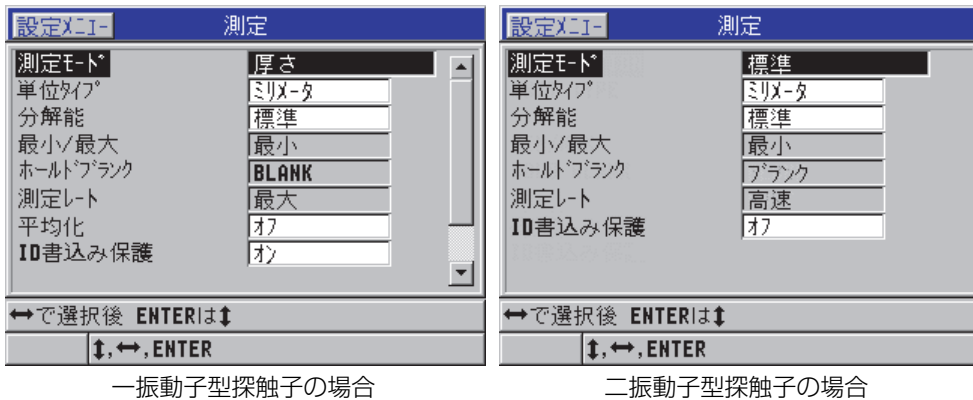 設定ﾒﾆｭｰ 測定
測定ﾓｰﾄﾞ 厚さ
単位ﾀｲﾌﾟ ﾐﾘﾒｰﾀ
分解能 標準
最小/最大 最小
ﾎｰﾙﾄﾞﾌﾞﾗﾝｸ BLANK
測定ﾚｰﾄ 最大
平均化 ｵﾌ
ID書込み保護 ｵﾝ
↔で選択後 ENTERは↕
↕,↔,ENTER
一振動子型探触子の場合
設定ﾒﾆｭｰ 測定
測定ﾓｰﾄﾞ 標準
単位ﾀｲﾌﾟ ﾐﾘﾒｰﾀ
分解能 標準
最小/最大 最小
ﾎｰﾙﾄﾞﾌﾞﾗﾝｸ ﾌﾞﾗﾝｸ
測定ﾚｰﾄ 高速
ID書込み保護 ｵﾌ
↔で選択後 ENTERは↕
↕,↔,ENTER
二振動子型探触子の場合